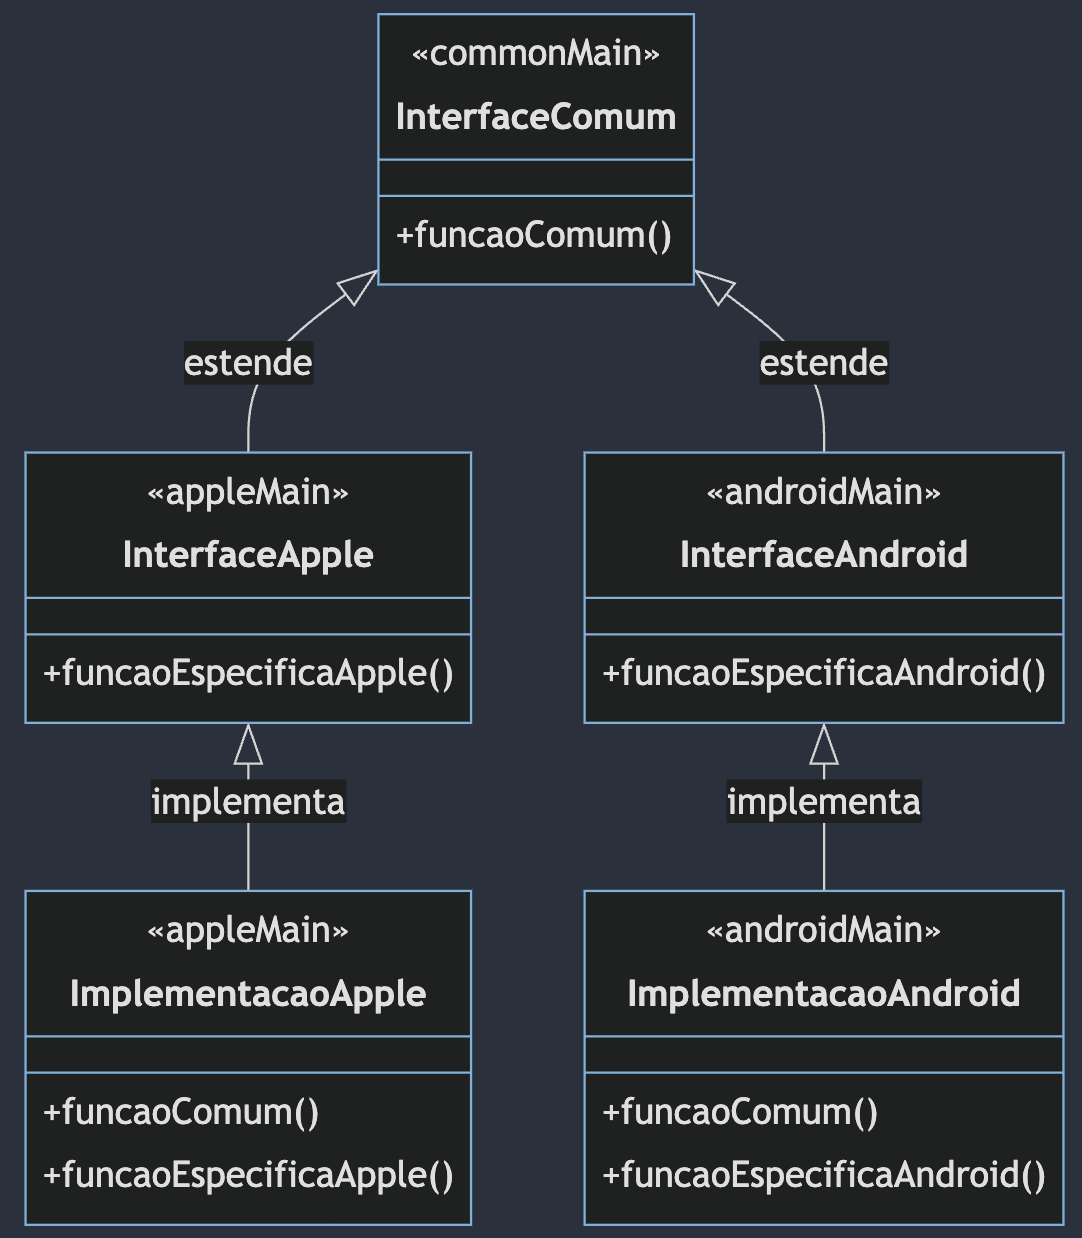 «commonMain»
InterfaceComum
+funcaoComum()
estende
estende
«appleMain»
InterfaceApple
+funcaoEspecificaApple()
«androidMain»
InterfaceAndroid
+funcaoEspecificaAndroid()
implementa
implementa
«appleMain»
ImplementacaoApple
+funcaoComum()
+funcaoEspecificaApple()
«androidMain»
ImplementacaoAndroid
+funcaoComum()
+funcaoEspecificaAndroid()